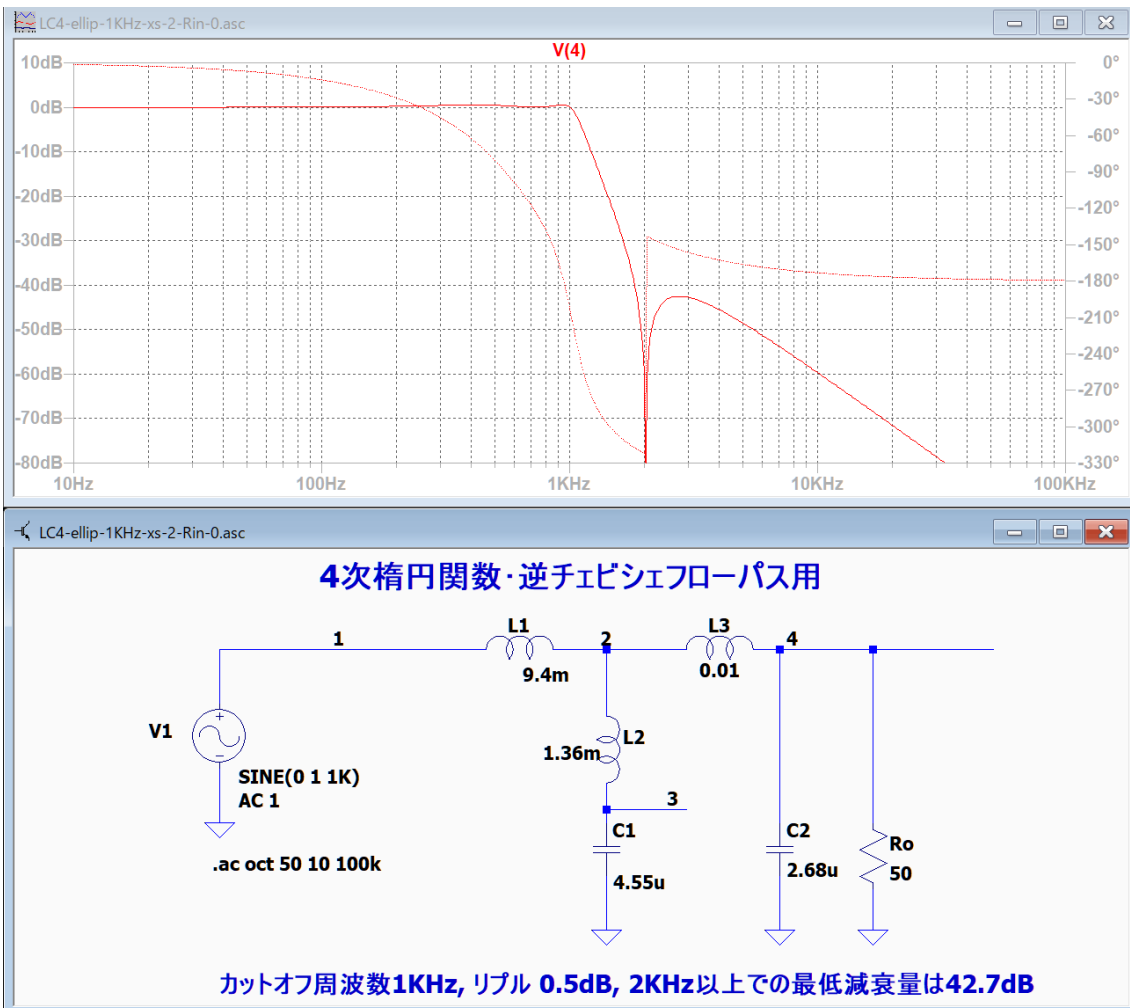 LC4-ellip-1KHz-xs-2-Rin-0.asc
V(4)
10dB
0dB
-10dB
-20dB
-30dB
-40dB
-50dB
-60dB
-70dB
-80dB
0°
-30°
-60°
-90°
-120°
-150°
-180°
-210°
-240°
-270°
-300°
-330°
10Hz 100Hz 1KHz 10KHz 100KHz
LC4-ellip-1KHz-xs-2-Rin-0.asc
4次楕円関数・逆チェビシェフローパス用
1
L1
9.4m
2
L3
0.01
4
V1
SINE(0 1 1K)
AC 1
L2
1.36m
3
C1
4.55u
C2
2.68u
Ro
50
.ac oct 50 10 100k
カットオフ周波数1KHz, リプル 0.5dB, 2KHz以上での最低減衰量は42.7dB